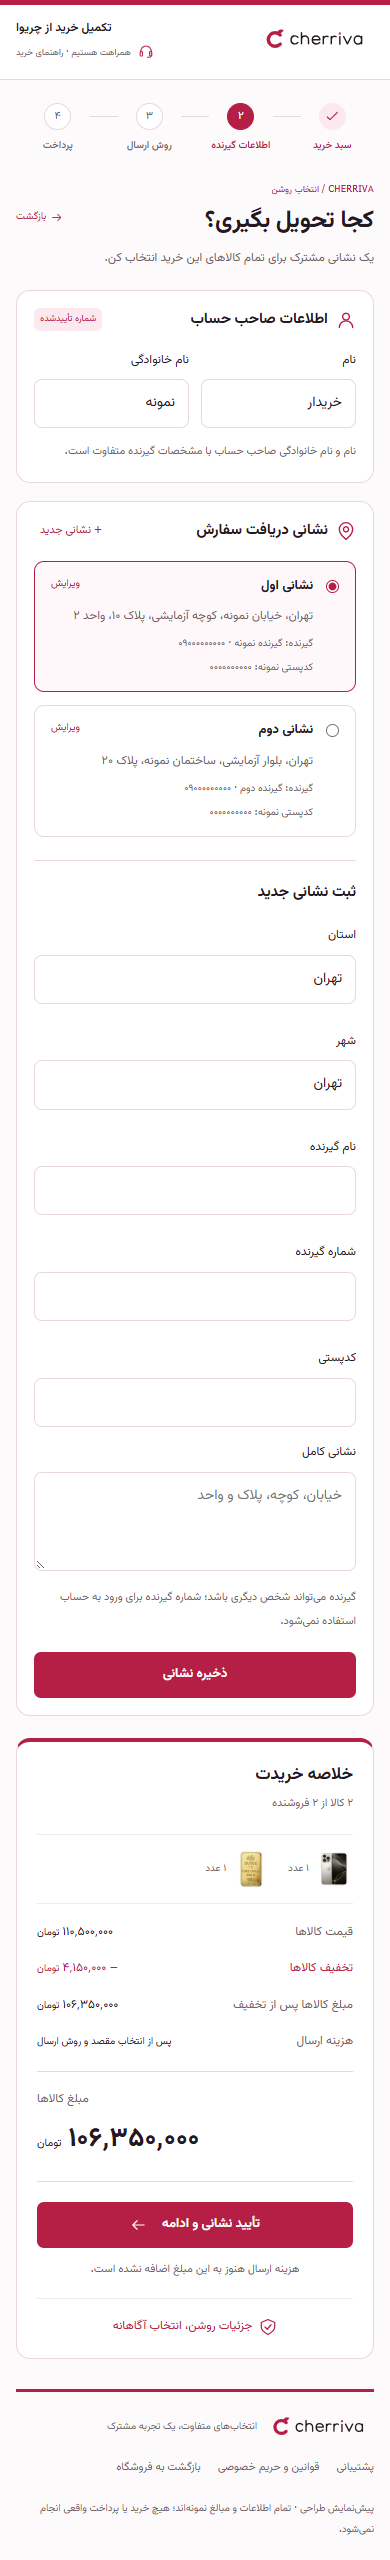 cherriva
تکمیل خرید از چریوا
همراهت هستیم · راهنمای خرید
سبد خرید
۲
اطلاعات گیرنده
۳
روش ارسال
۴
پرداخت
CHERRIVA / انتخاب روشن
کجا تحویل بگیری؟
بازگشت →
یک نشانی مشترک برای تمام کالاهای این خرید انتخاب کن.
اطلاعات صاحب حساب
شماره تأییدشده
نام
نام خانوادگی
خریدار
نمونه
نام و نام خانوادگی صاحب حساب با مشخصات گیرنده متفاوت است.
نشانی دریافت سفارش
+ نشانی جدید
نشانی اول
ویرایش
تهران، خیابان نمونه، کوچه آزمایشی، پلاک ۱۰، واحد ۲
گیرنده: گیرنده نمونه · ۰۹۰۰۰۰۰۰۰۰۰
کدپستی نمونه: ۰۰۰۰۰۰۰۰۰۰
نشانی دوم
ویرایش
تهران، بلوار آزمایشی، ساختمان نمونه، پلاک ۲۰
گیرنده: گیرنده دوم · ۰۹۰۰۰۰۰۰۰۰۰
کدپستی نمونه: ۰۰۰۰۰۰۰۰۰۰
ثبت نشانی جدید
استان
تهران
شهر
تهران
نام گیرنده
شماره گیرنده
کدپستی
نشانی کامل
خیابان، کوچه، پلاک و واحد
گیرنده می‌تواند شخص دیگری باشد؛ شماره گیرنده برای ورود به حساب
استفاده نمی‌شود.
ذخیره نشانی
خلاصه خریدت
۲ کالا از ۲ فروشنده
۱ عدد
۱ عدد
قیمت کالاها
۱۱۰,۵۰۰,۰۰۰ تومان
تخفیف کالاها
− ۴,۱۵۰,۰۰۰ تومان
مبلغ کالاها پس از تخفیف
۱۰۶,۳۵۰,۰۰۰ تومان
هزینه ارسال
پس از انتخاب مقصد و روش ارسال
مبلغ کالاها
۱۰۶,۳۵۰,۰۰۰ تومان
تأیید نشانی و ادامه ←
هزینه ارسال هنوز به این مبلغ اضافه نشده است.
جزئیات روشن، انتخاب آگاهانه
cherriva
انتخاب‌های متفاوت، یک تجربه مشترک
پشتیبانی
قوانین و حریم خصوصی
بازگشت به فروشگاه
پیش‌نمایش طراحی · تمام اطلاعات و مبالغ نمونه‌اند؛ هیچ خرید یا پرداخت واقعی انجام
نمی‌شود.